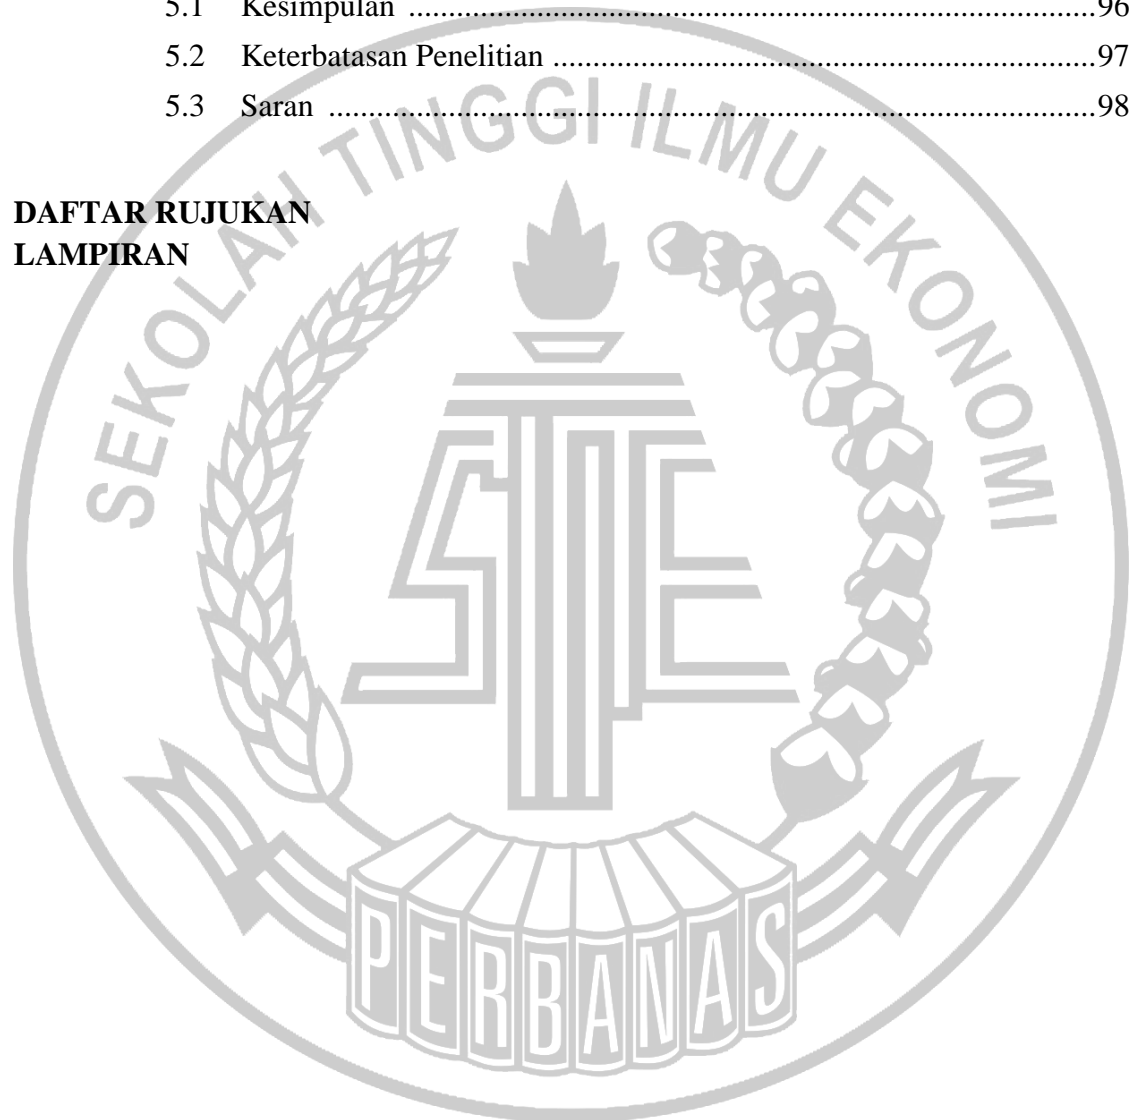 5.1 Kesimpulan ..........................................................................................96
5.2 Keterbatasan Penelitian .......................................................................97
5.3 Saran .....................................................................................................98
DAFTAR RUJUKAN
LAMPIRAN
SEKOLAH TINGGI ILMU EKONOMI
STIE
PERBANAS